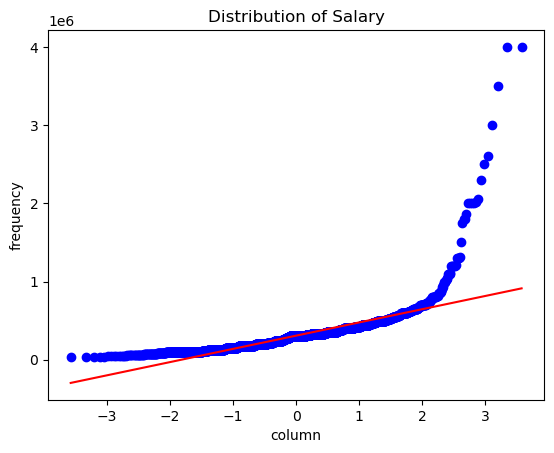 Distribution of Salary
1e6
4
3
2
1
0
frequency
−3 −2 −1 0 1 2 3
column